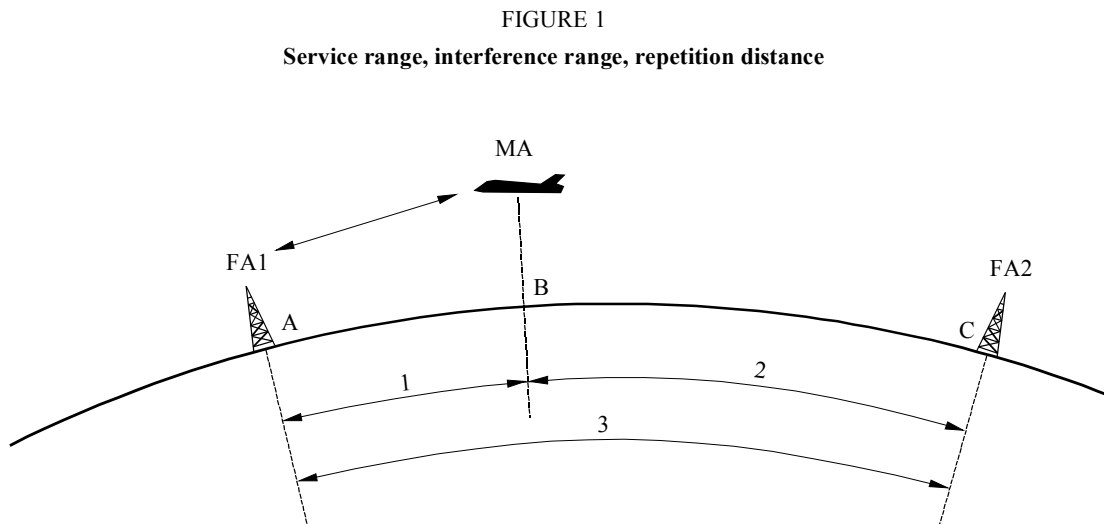 FIGURE 1
Service range, interference range, repetition distance
MA
FA1
FA2
B
A
C
1
2
3